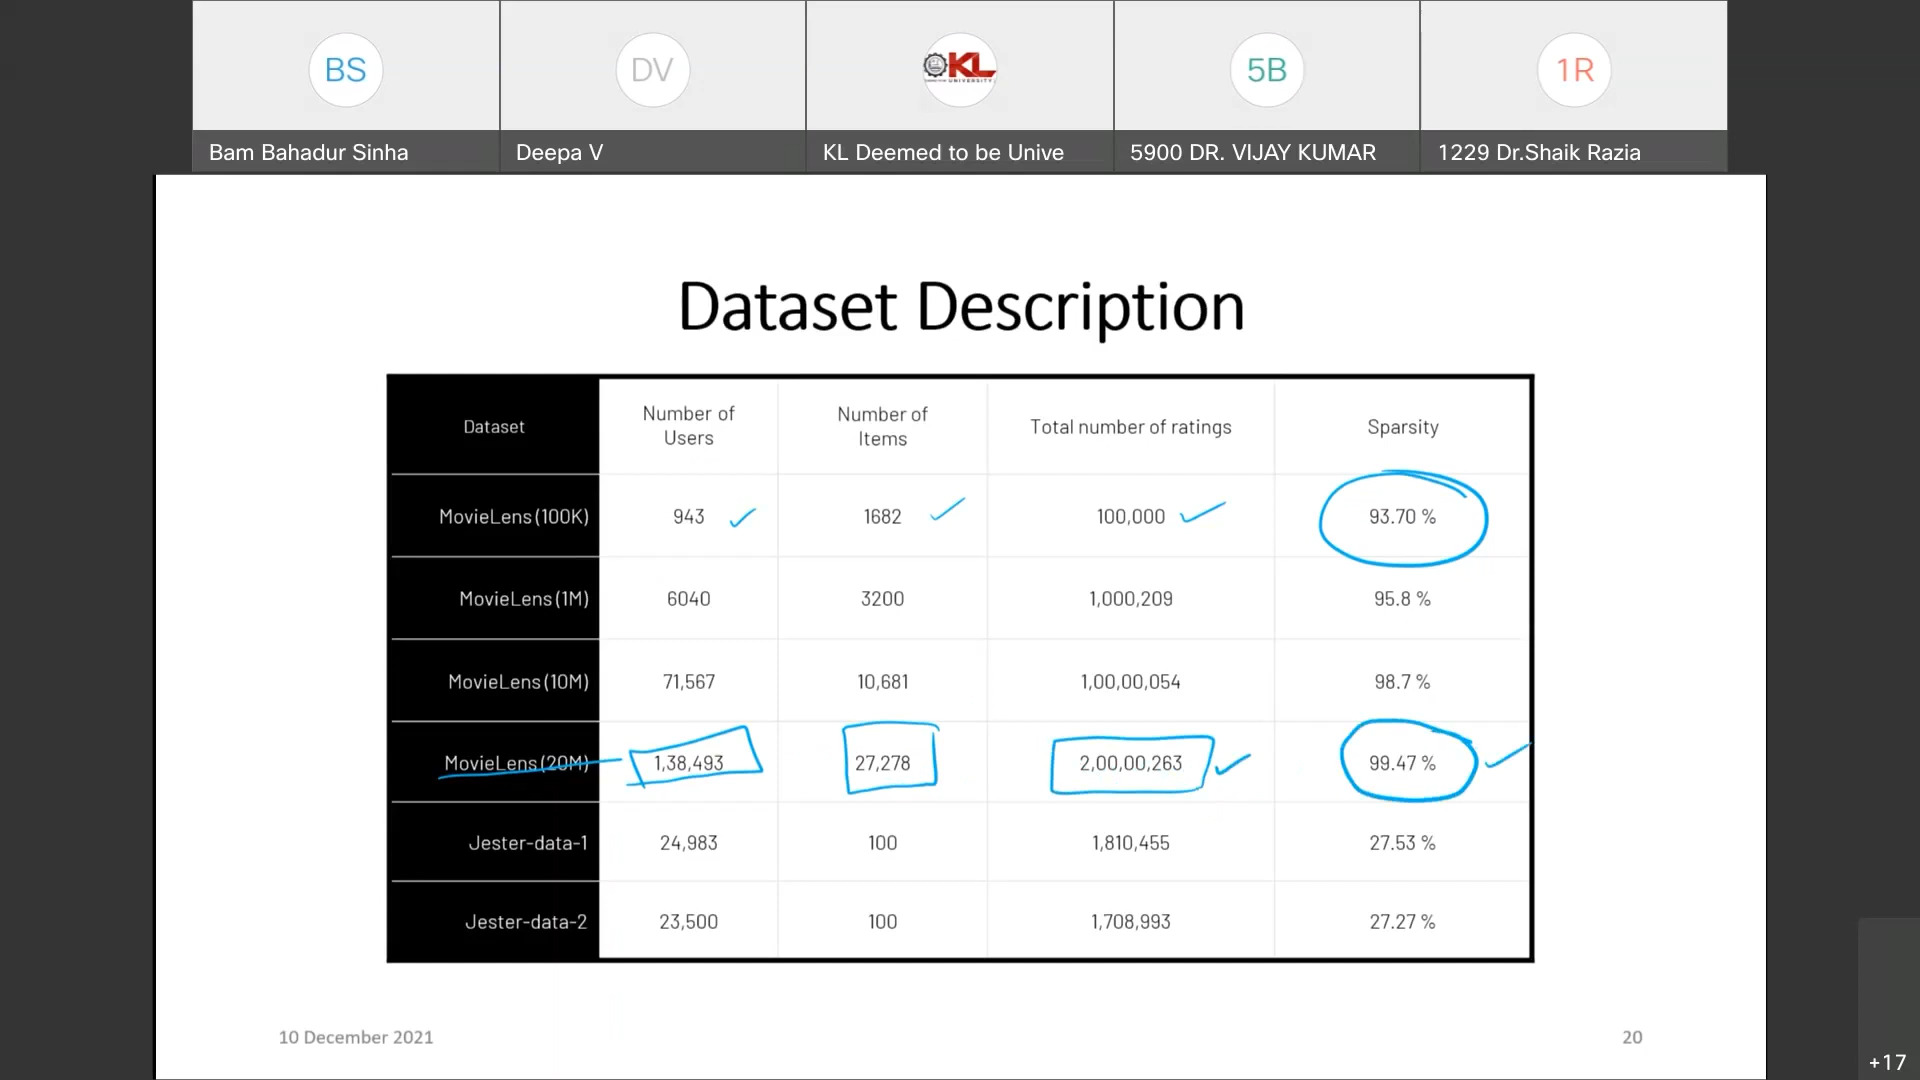 BS
DV
KL
UNIVERSITY
5B
1R
Bam Bahadur Sinha
Deepa V
KL Deemed to be Unive
5900 DR. VIJAY KUMAR
1229 Dr.Shaik Razia
Dataset Description
Dataset
Number of
Users
Number of
Items
Total number of ratings
Sparsity
MovieLens (100K) 943 1682 100,000 93.70 %
MovieLens (1M) 6040 3200 1,000,209 95.8 %
MovieLens (10M) 71,567 10,681 1,00,00,054 98.7 %
MovieLens (20M) 1,38,493 27,278 2,00,00,263 99.47 %
Jester-data-1 24,983 100 1,810,455 27.53 %
Jester-data-2 23,500 100 1,708,993 27.27 %
10 December 2021
20
+17